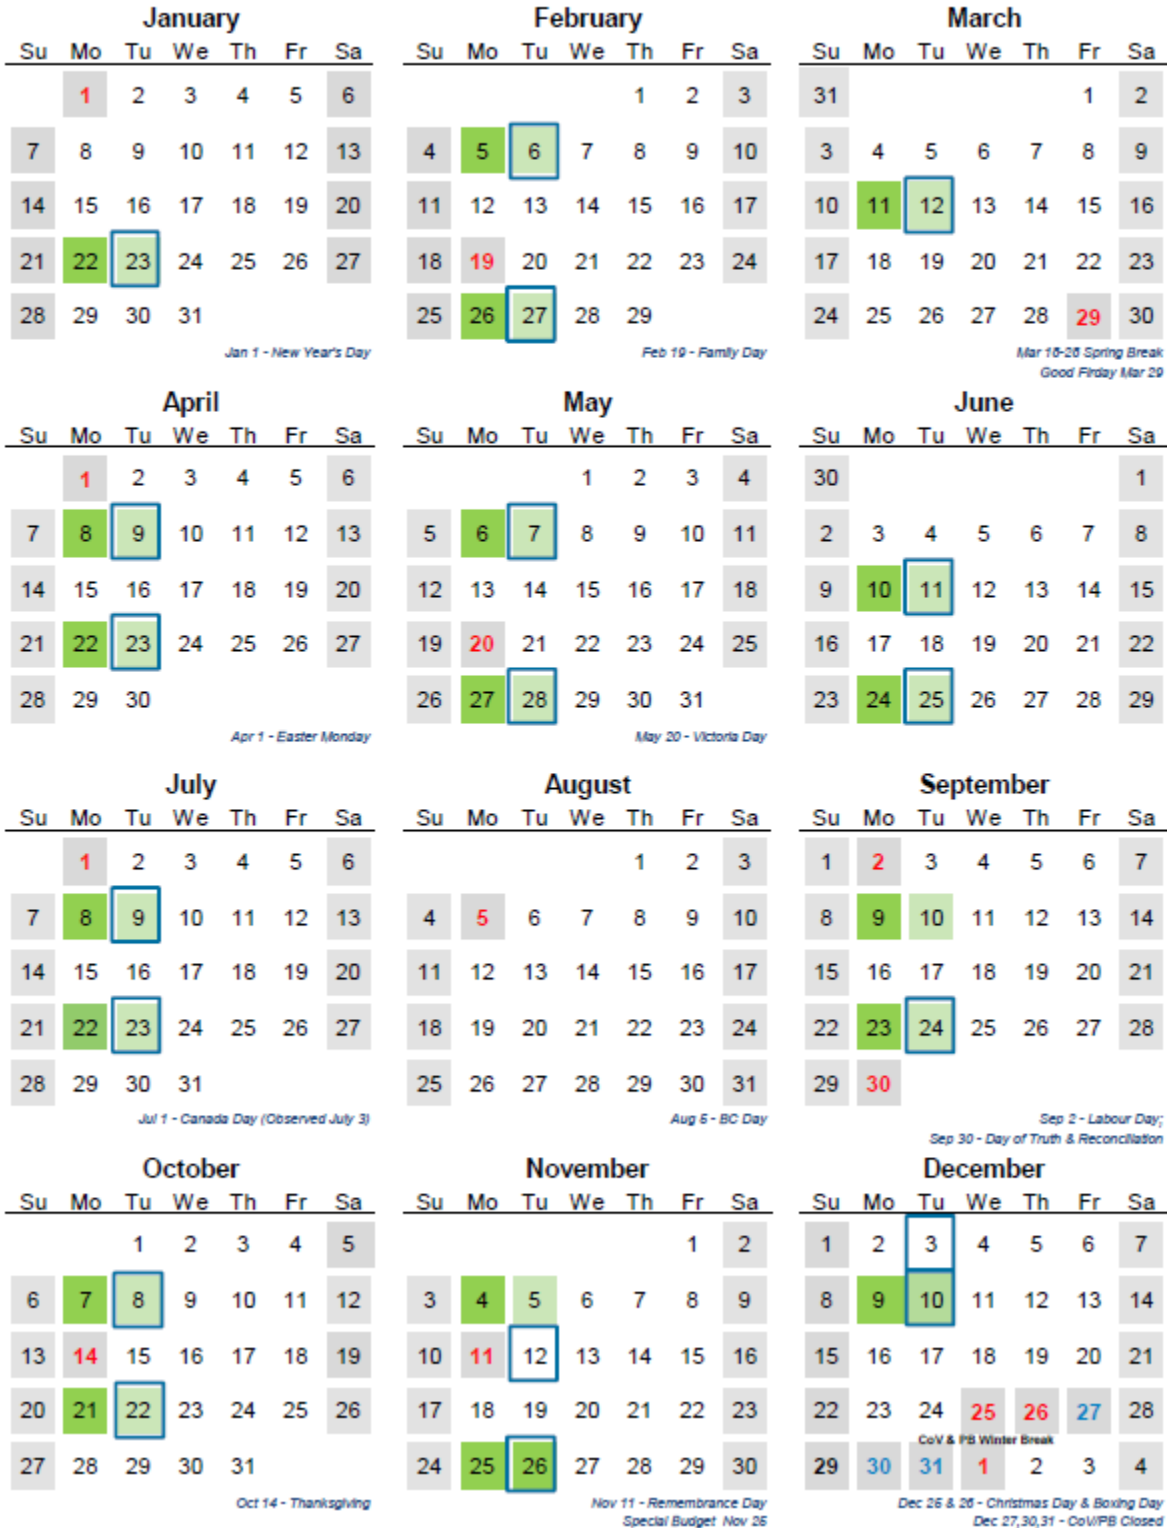 January February March
Su Mo Tu We Th Fr Sa Su Mo Tu We Th Fr Sa Su Mo Tu We Th Fr Sa
1 2 3 4 5 6 1 2 3 31 1 2
7 8 9 10 11 12 13 4 5 6 7 8 9 10 3 4 5 6 7 8 9
14 15 16 17 18 19 20 11 12 13 14 15 16 17 10 11 12 13 14 15 16
21 22 23 24 25 26 27 18 19 20 21 22 23 24 17 18 19 20 21 22 23
28 29 30 31 25 26 27 28 29 24 25 26 27 28 29 30
Jan 1 - New Year's Day Feb 19 - Family Day Mar 18-28 Spring Break
Good Firday Mar 29
April May June
Su Mo Tu We Th Fr Sa Su Mo Tu We Th Fr Sa Su Mo Tu We Th Fr Sa
1 2 3 4 5 6 1 2 3 4 30 1
7 8 9 10 11 12 13 5 6 7 8 9 10 11 2 3 4 5 6 7 8
14 15 16 17 18 19 20 12 13 14 15 16 17 18 9 10 11 12 13 14 15
21 22 23 24 25 26 27 19 20 21 22 23 24 25 16 17 18 19 20 21 22
28 29 30 26 27 28 29 30 31 23 24 25 26 27 28 29
Apr 1 - Easter Monday May 20 - Victoria Day
July August September
Su Mo Tu We Th Fr Sa Su Mo Tu We Th Fr Sa Su Mo Tu We Th Fr Sa
1 2 3 4 5 6 1 2 3 1 2 3 4 5 6 7
7 8 9 10 11 12 13 4 5 6 7 8 9 10 8 9 10 11 12 13 14
14 15 16 17 18 19 20 11 12 13 14 15 16 17 15 16 17 18 19 20 21
21 22 23 24 25 26 27 18 19 20 21 22 23 24 22 23 24 25 26 27 28
28 29 30 31 25 26 27 28 29 30 31 29 30
Jul 1 - Canada Day (Observed July 3) Aug 5 - BC Day Sep 2 - Labour Day;
Sep 30 - Day of Truth & Reconciliation
October November December
Su Mo Tu We Th Fr Sa Su Mo Tu We Th Fr Sa Su Mo Tu We Th Fr Sa
1 2 3 4 5 1 2 1 2 3 4 5 6 7
6 7 8 9 10 11 12 3 4 5 6 7 8 9 8 9 10 11 12 13 14
13 14 15 16 17 18 19 10 11 12 13 14 15 16 15 16 17 18 19 20 21
20 21 22 23 24 25 26 17 18 19 20 21 22 23 22 23 24 25 26 27 28
CoV & PB Winter Break
27 28 29 30 31 24 25 26 27 28 29 30 29 30 31 1 2 3 4
Oct 14 - Thanksgiving Nov 11 - Remembrance Day Dec 25 & 26 - Christmas Day & Boxing Day
Special Budget Nov 26 Dec 27,30,31 - CoV/PB Closed